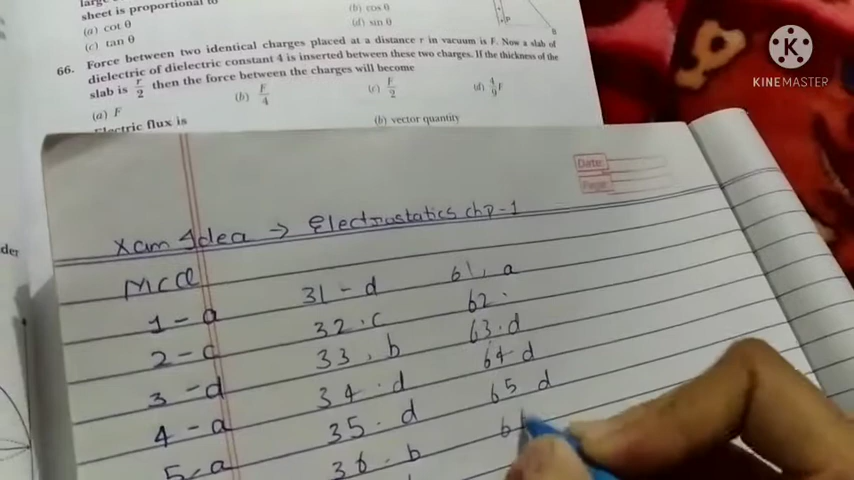 sheet is proportional to
(a) cot θ
(b) cos θ
(c) tan θ
(d) sin θ
P
B
66. Force between two identical charges placed at a distance r in vacuum is F. Now a slab of
dielectric of dielectric constant 4 is inserted between these two charges. If the thickness of the
slab is r/2 then the force between the charges will become
(a) F
(b) F/4
(c) F/2
(d) 4/9 F
Electric flux is
(b) vector quantity
K
KINEMASTER
der
Date:
Page:
Xam Idea → Electrostatics chp-1
MCQ
1 - a
2 - c
3 - d
4 - a
5 - a
31 - d
32 . c
33 . b
34 . d
35 . d
36 . b
61 . a
62 .
63 . d
64 d
65 d